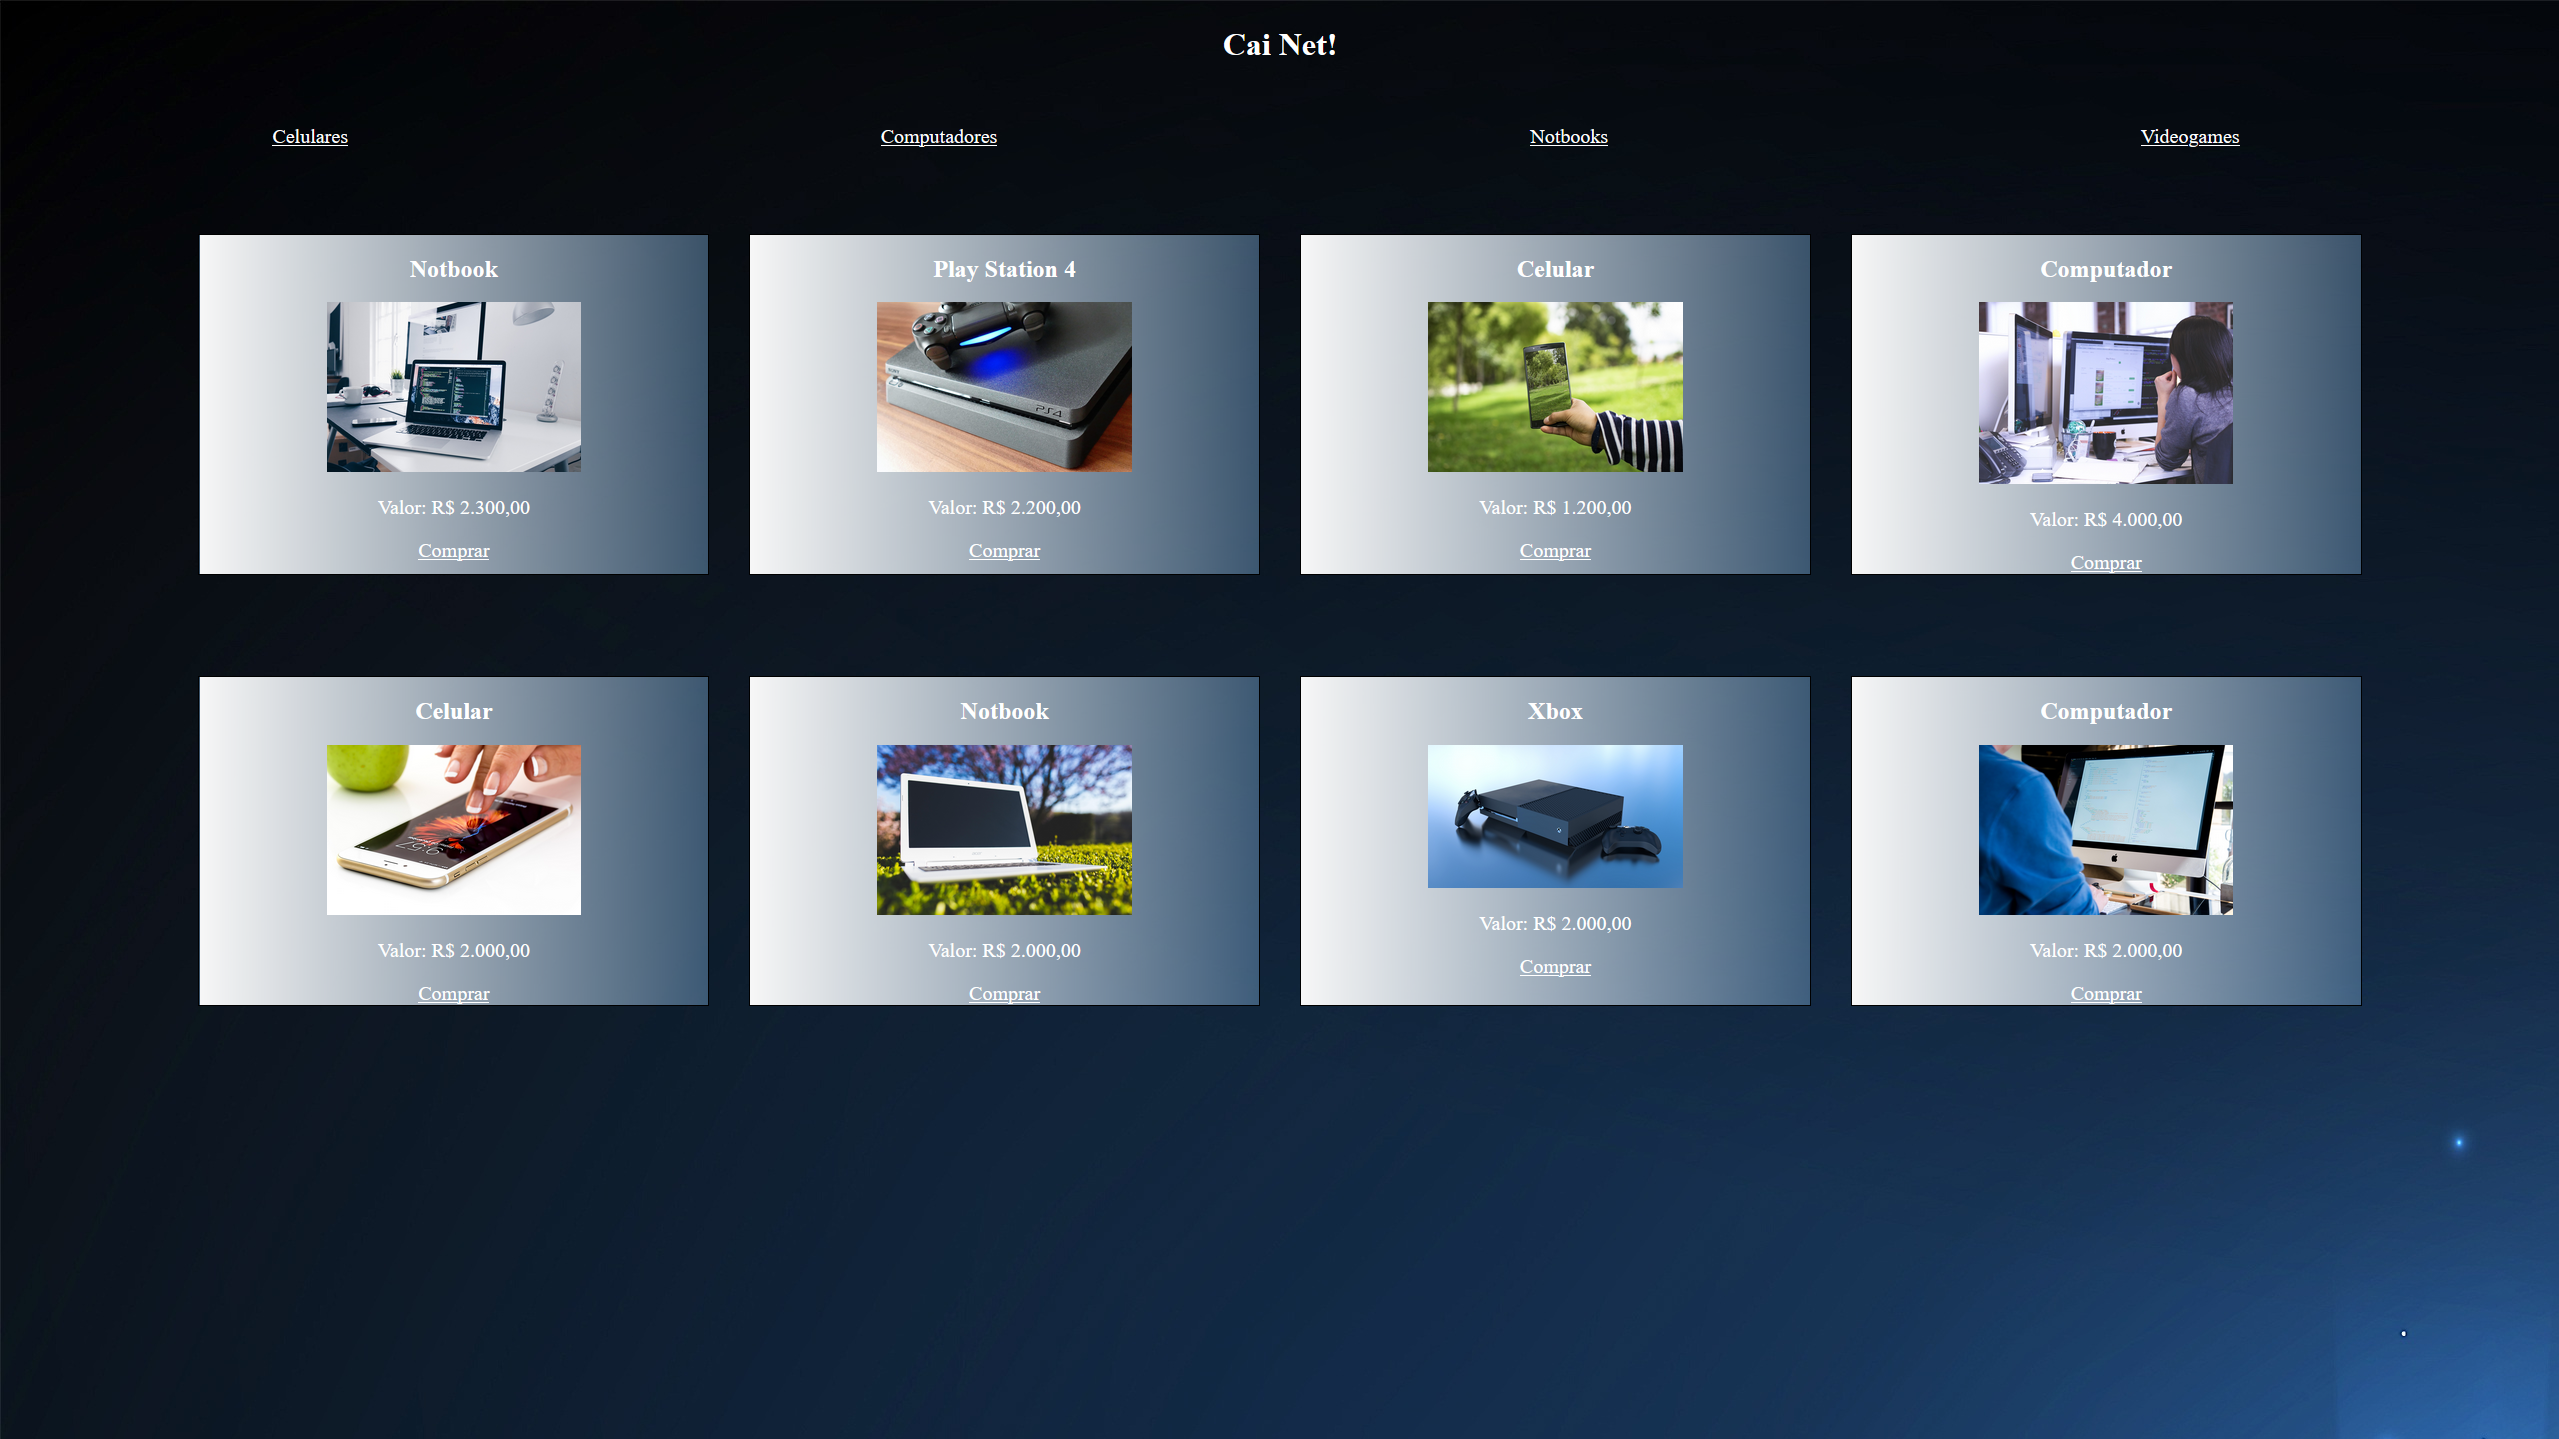 Cai Net!
Celulares
Computadores
Notbooks
Videogames
Notbook
Valor: R$ 2.300,00
Comprar
Play Station 4
PS4
Valor: R$ 2.200,00
Comprar
Celular
Valor: R$ 1.200,00
Comprar
Computador
Valor: R$ 4.000,00
Comprar
Celular
9:57
Valor: R$ 2.000,00
Comprar
Notbook
Valor: R$ 2.000,00
Comprar
Xbox
Valor: R$ 2.000,00
Comprar
Computador
Valor: R$ 2.000,00
Comprar